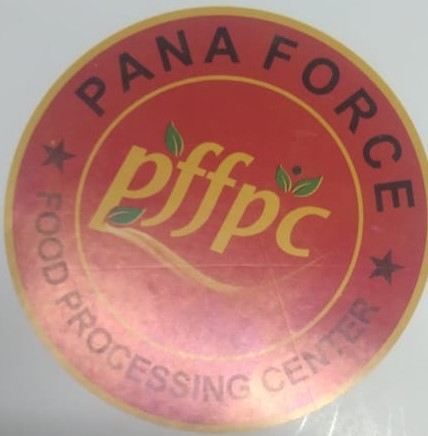 PANA FORCE
pffpc
FOOD PROCESSING CENTER